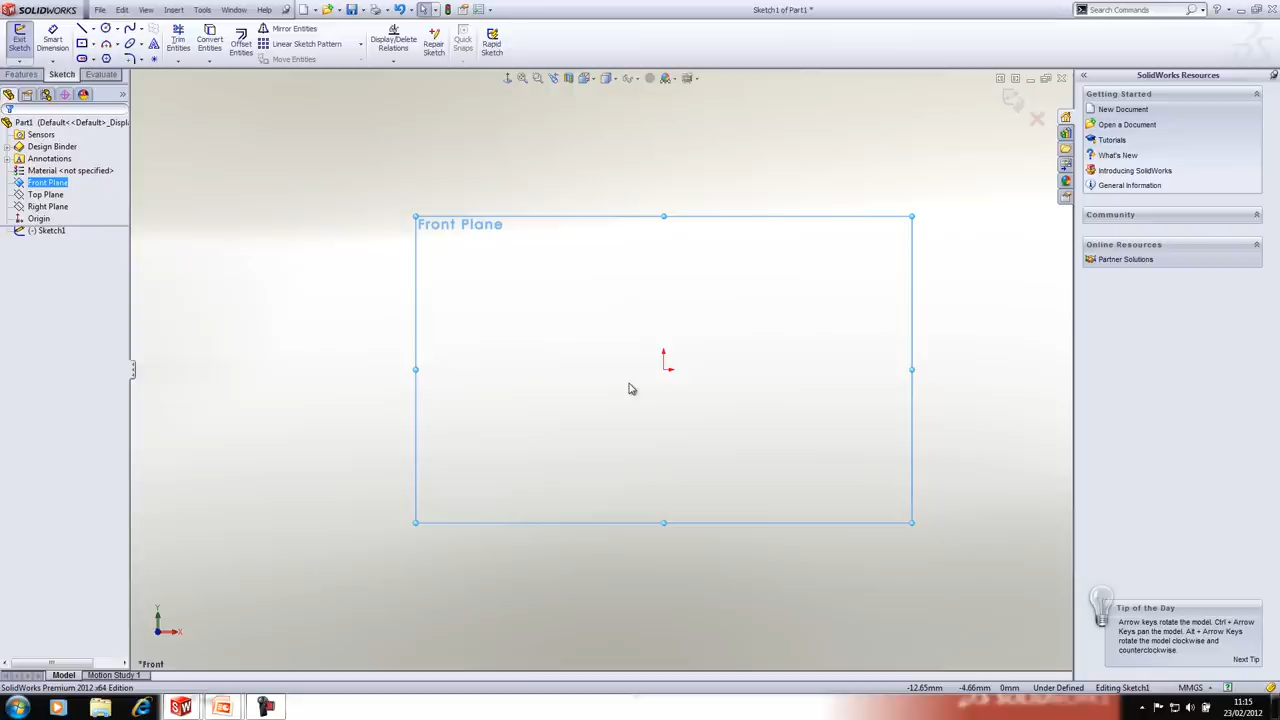 SOLIDWORKS File Edit View Insert Tools Window Help Sketch1 of Part1 * Search Commands
Exit Sketch
Smart Dimension
Trim Entities
Convert Entities
Offset Entities
Mirror Entities
Linear Sketch Pattern
Move Entities
Display/Delete Relations
Repair Sketch
Quick Snaps
Rapid Sketch
Features Sketch Evaluate
Part1 (Default<<Default>_Displa
Sensors
Design Binder
Annotations
Material <not specified>
Front Plane
Top Plane
Right Plane
Origin
(-) Sketch1
Front Plane
Y
X
*Front
SolidWorks Resources
Getting Started
New Document
Open a Document
Tutorials
What's New
Introducing SolidWorks
General Information
Community
Online Resources
Partner Solutions
Tip of the Day
Arrow keys rotate the model. Ctrl + Arrow
Keys pan the model. Alt + Arrow Keys
rotate the model clockwise and
counterclockwise.
Next Tip
Model Motion Study 1
SolidWorks Premium 2012 x64 Edition -12.65mm -4.66mm 0mm Under Defined Editing Sketch1 MMGS
11:15
23/02/2012